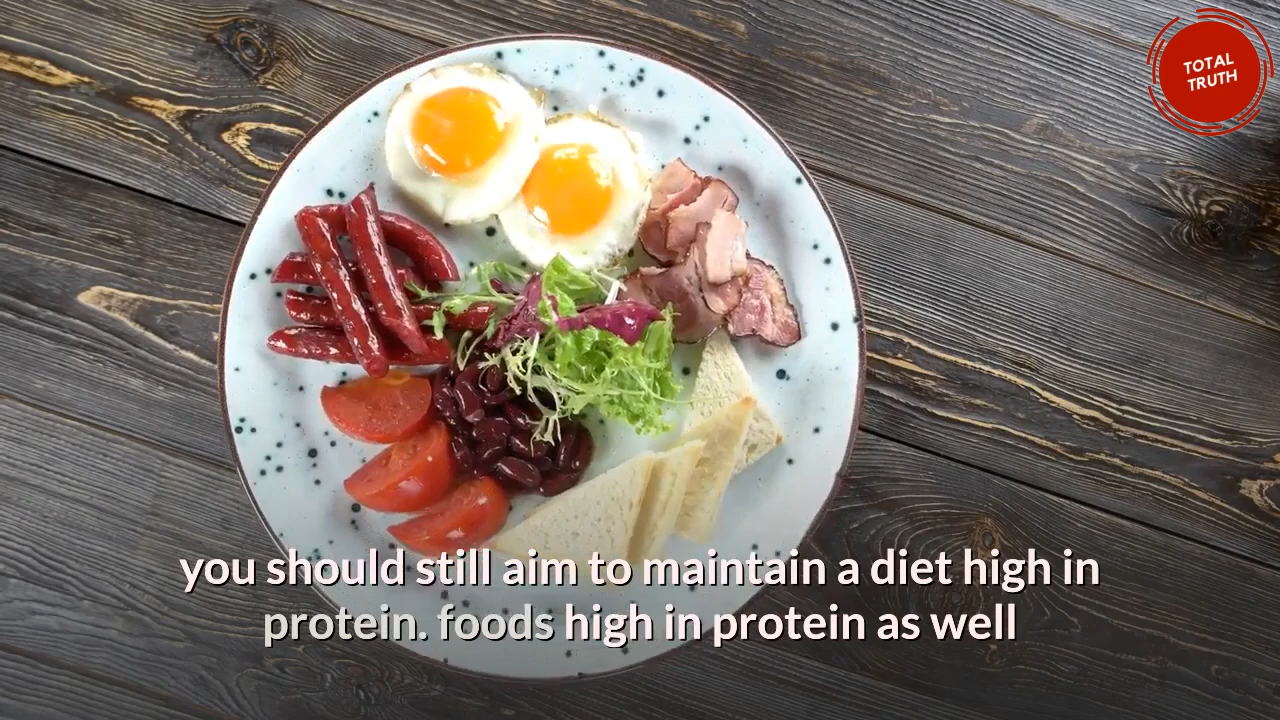 TOTAL
TRUTH
you should still aim to maintain a diet high in
protein. foods high in protein as well